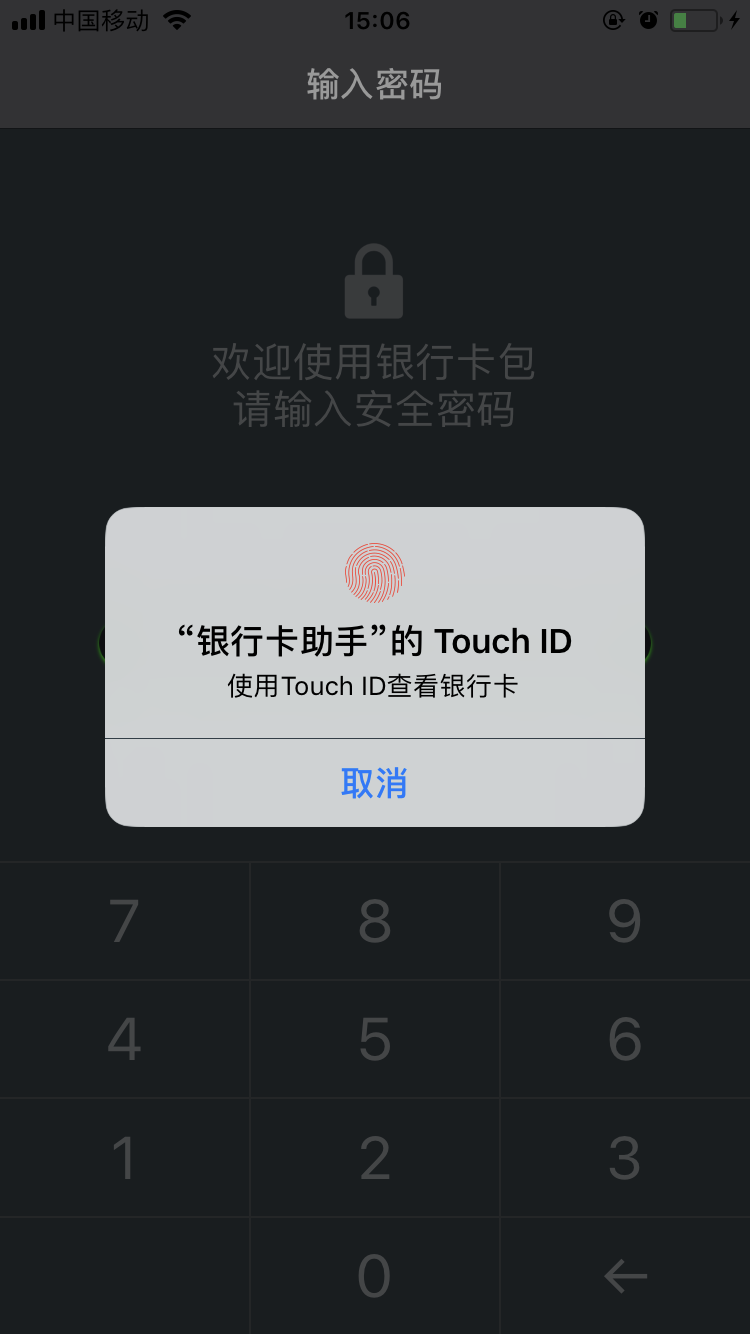 中国移动
15:06
输入密码
欢迎使用银行卡包
请输入安全密码
“银行卡助手”的 Touch ID
使用Touch ID查看银行卡
取消
7 8 9
4 5 6
1 2 3
0